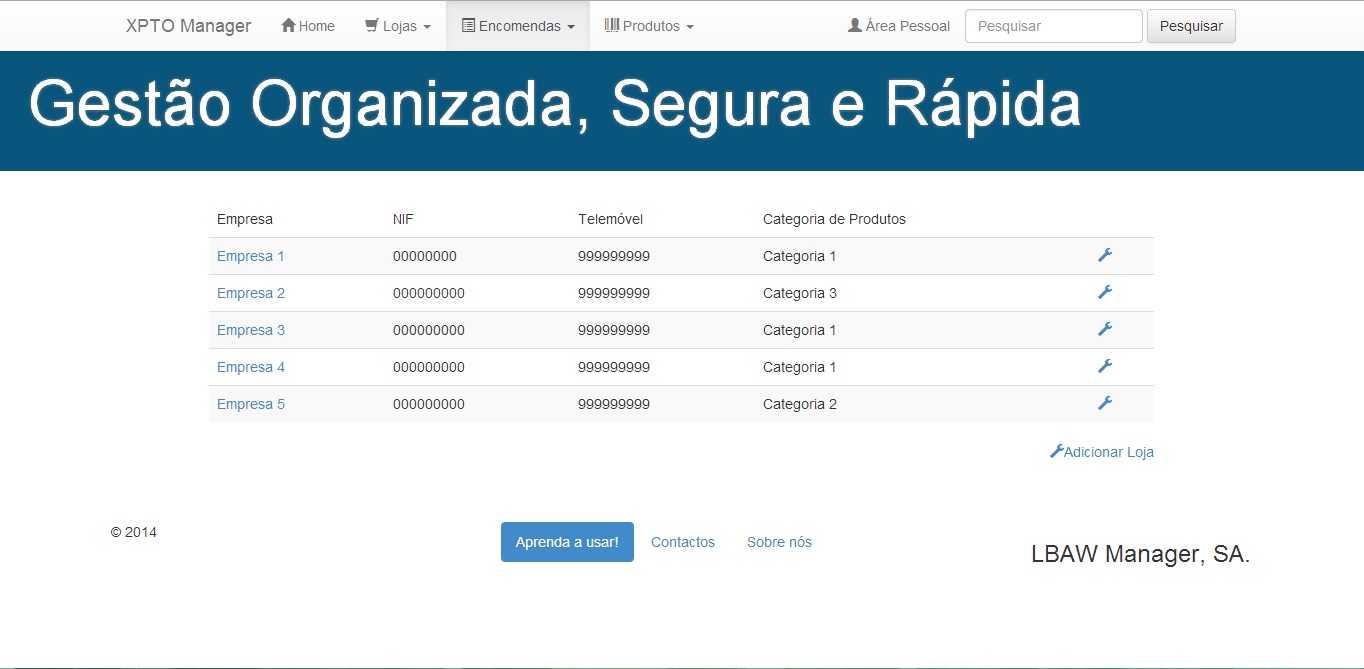 XPTO Manager Home Lojas Encomendas Produtos Área Pessoal Pesquisar Pesquisar
Gestão Organizada, Segura e Rápida
Empresa NIF Telemóvel Categoria de Produtos
Empresa 1 00000000 999999999 Categoria 1
Empresa 2 000000000 999999999 Categoria 3
Empresa 3 000000000 999999999 Categoria 1
Empresa 4 000000000 999999999 Categoria 1
Empresa 5 000000000 999999999 Categoria 2
Adicionar Loja
© 2014 Aprenda a usar! Contactos Sobre nós
LBAW Manager, SA.